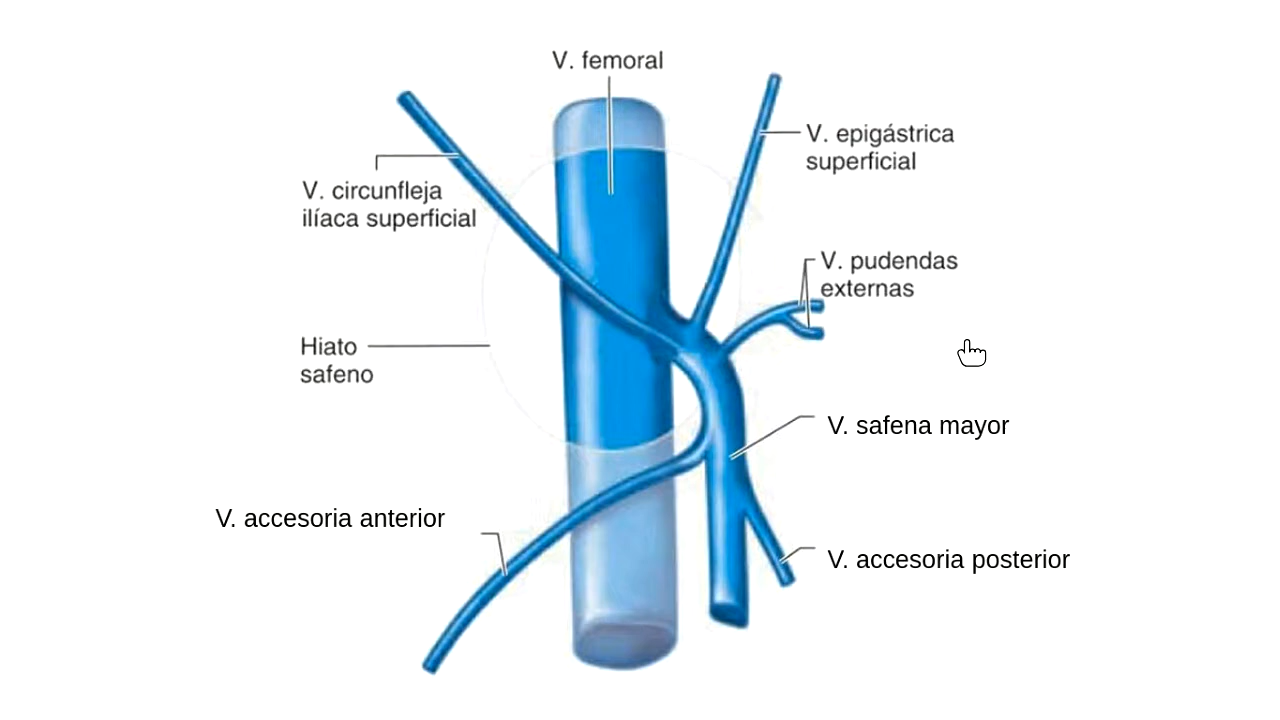 V. femoral
V. epigástrica
superficial
V. circunfleja
ilíaca superficial
V. pudendas
externas
Hiato
safeno
V. safena mayor
V. accesoria anterior
V. accesoria posterior